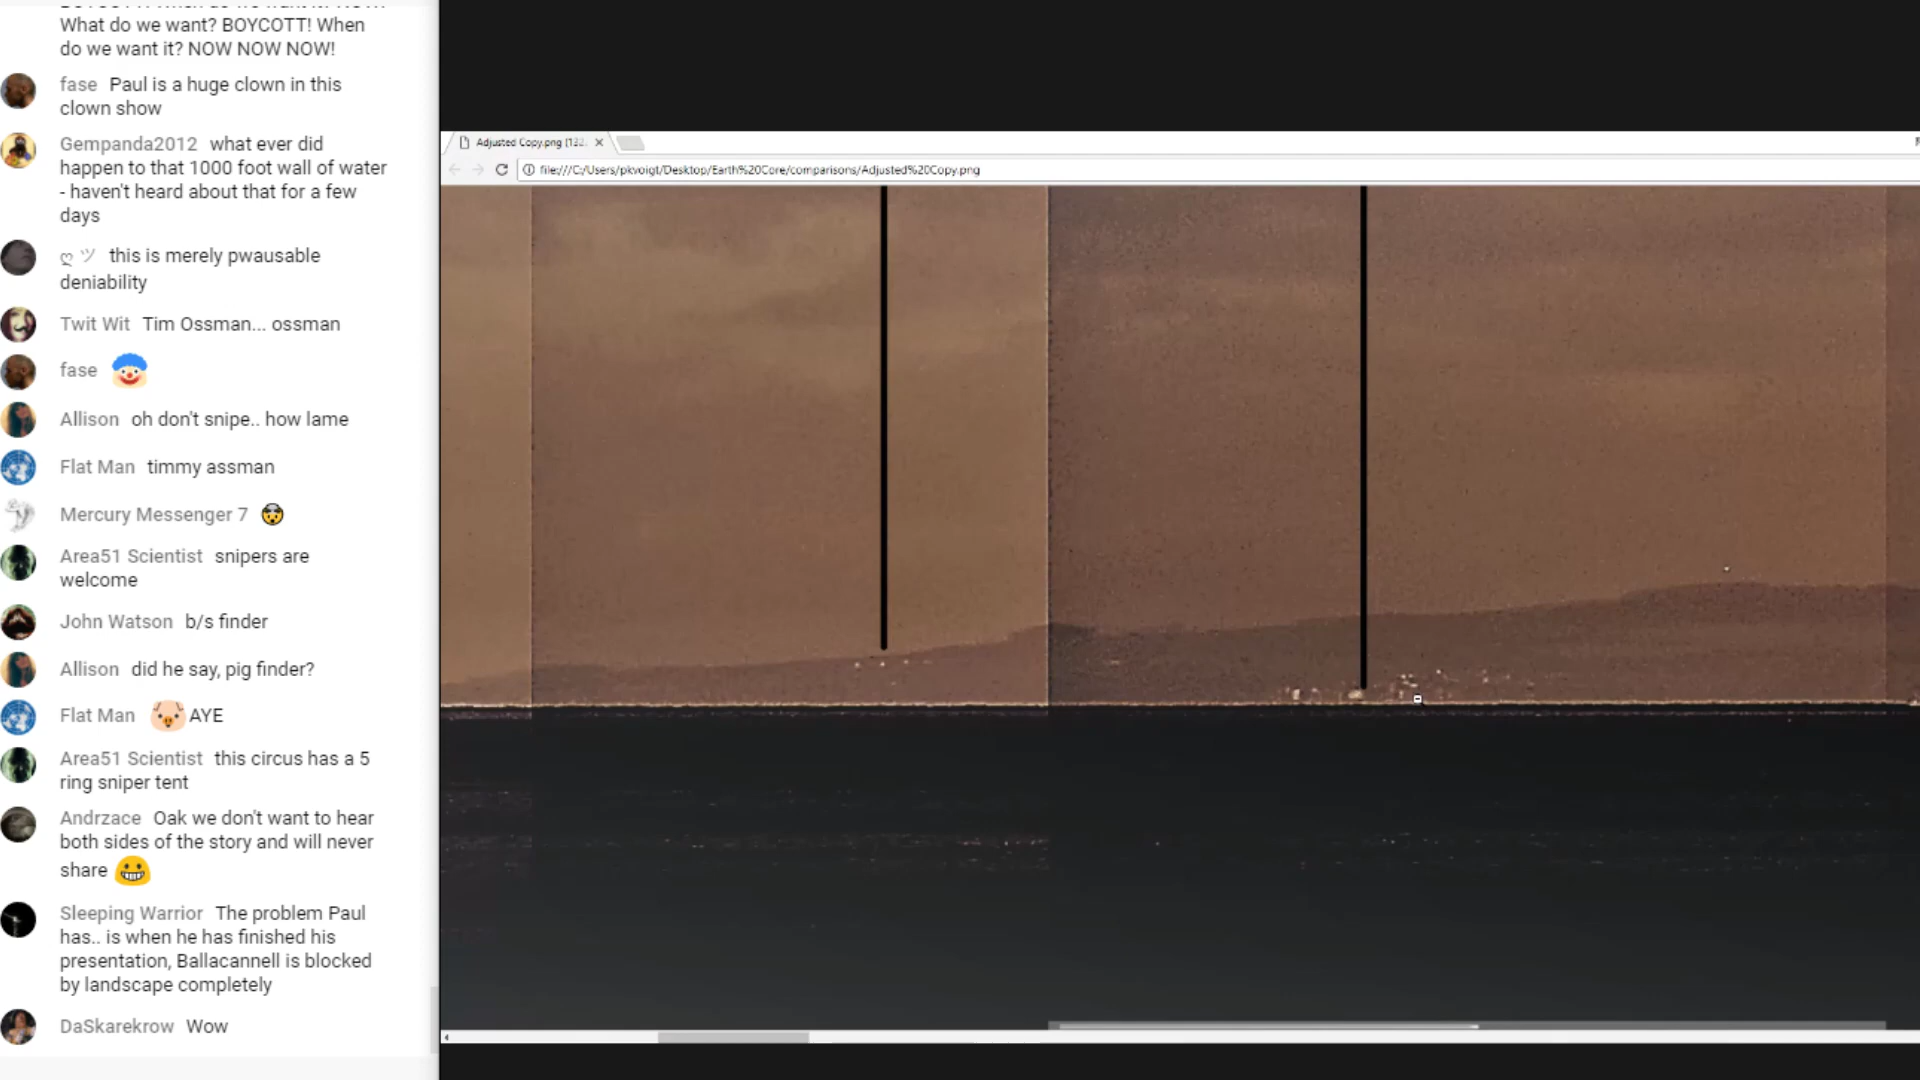 What do we want? BOYCOTT! When
do we want it? NOW NOW NOW!
fase Paul is a huge clown in this
clown show
Gempanda2012 what ever did
happen to that 1000 foot wall of water
- haven't heard about that for a few
days
ღ ツ this is merely pwausable
deniability
Twit Wit Tim Ossman... ossman
fase
Allison oh don't snipe.. how lame
Flat Man timmy assman
Mercury Messenger 7
Area51 Scientist snipers are
welcome
John Watson b/s finder
Allison did he say, pig finder?
Flat Man AYE
Area51 Scientist this circus has a 5
ring sniper tent
Andrzace Oak we don't want to hear
both sides of the story and will never
share
Sleeping Warrior The problem Paul
has.. is when he has finished his
presentation, Ballacannell is blocked
by landscape completely
DaSkarekrow Wow
Adjusted Copy.png (132.
file:///C:/Users/pkvoigt/Desktop/Earth%20Core/comparisons/Adjusted%20Copy.png